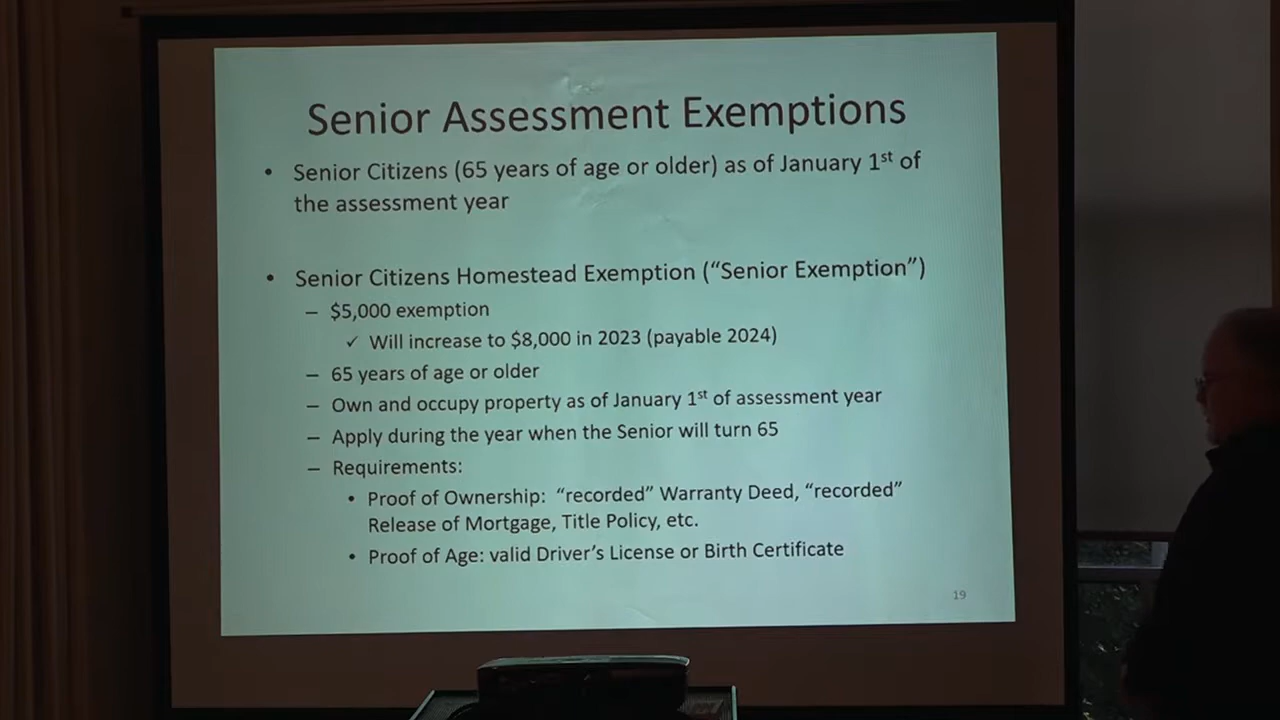 Senior Assessment Exemptions
• Senior Citizens (65 years of age or older) as of January 1st of
the assessment year
• Senior Citizens Homestead Exemption (“Senior Exemption”)
– $5,000 exemption
✓ Will increase to $8,000 in 2023 (payable 2024)
– 65 years of age or older
– Own and occupy property as of January 1st of assessment year
– Apply during the year when the Senior will turn 65
– Requirements:
• Proof of Ownership: “recorded” Warranty Deed, “recorded”
Release of Mortgage, Title Policy, etc.
• Proof of Age: valid Driver’s License or Birth Certificate
19